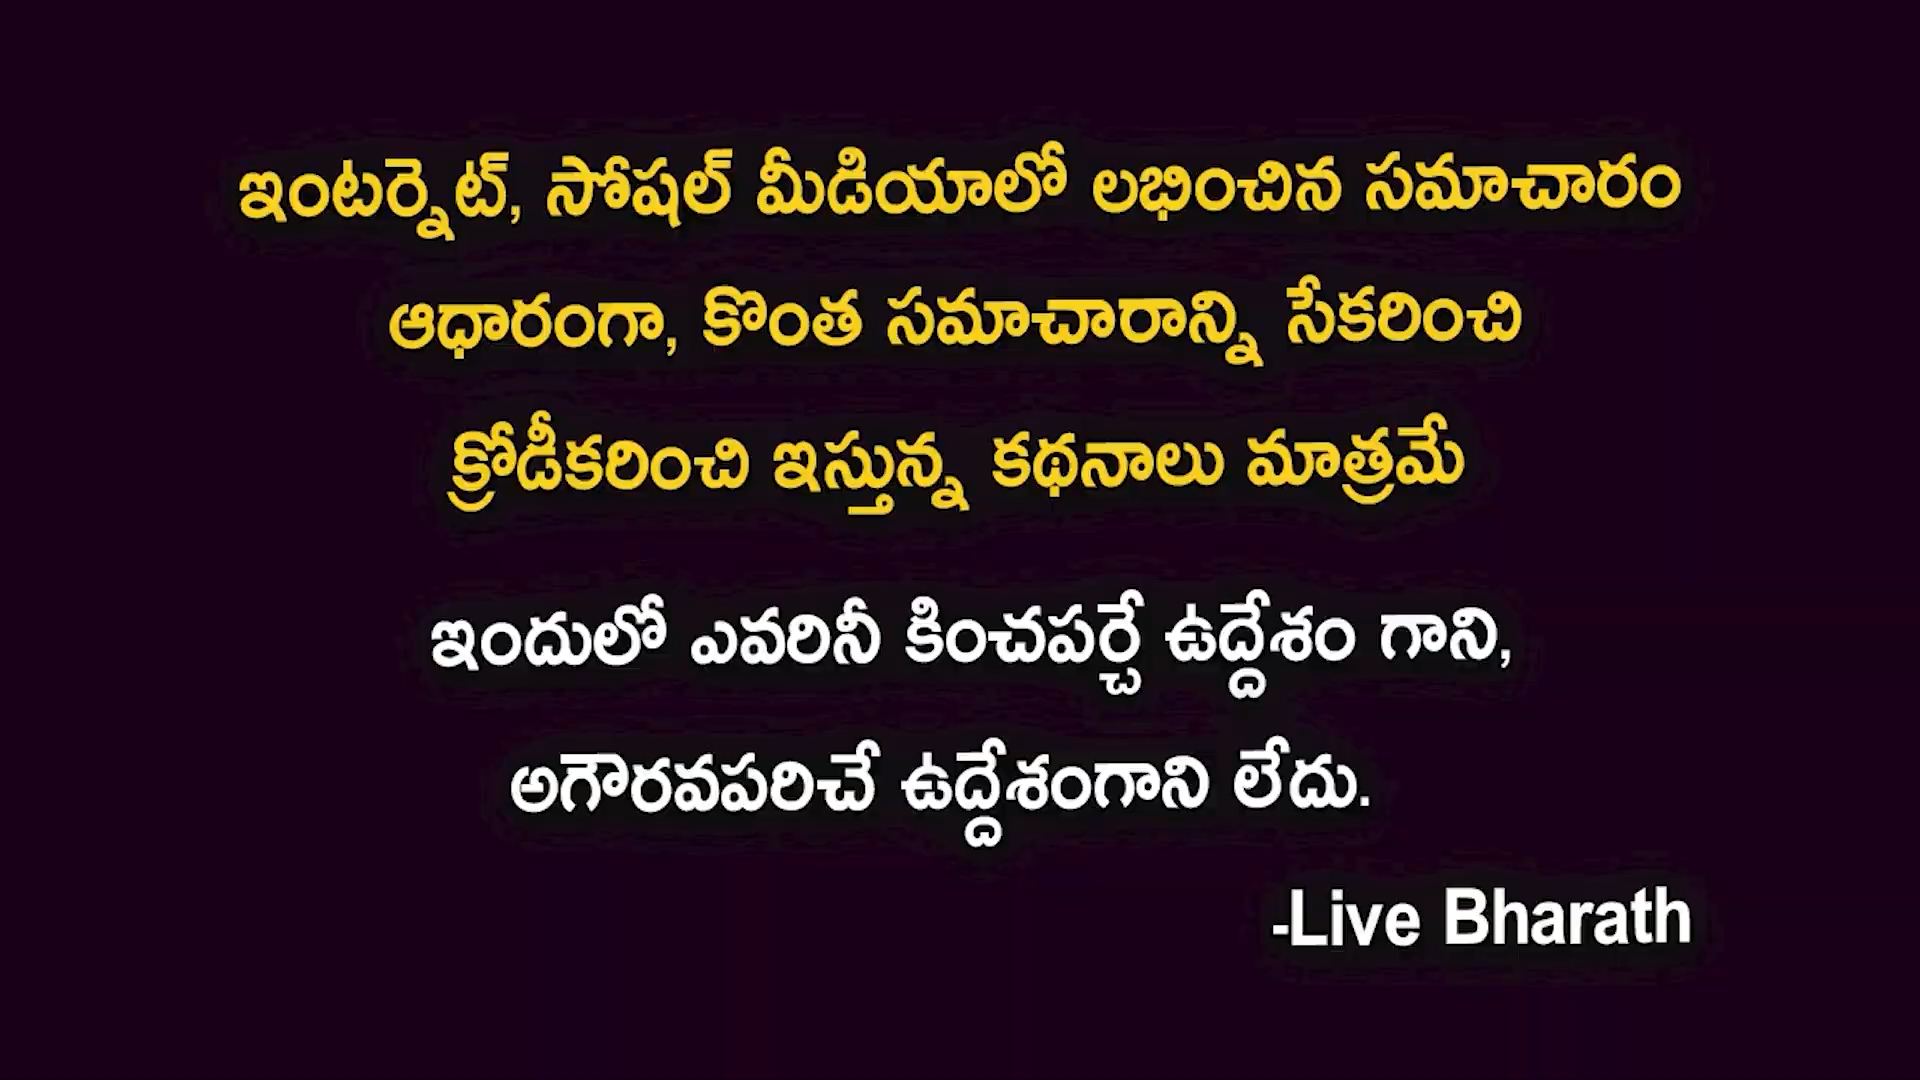 ఇంటర్నెట్, సోషల్ మీడియాలో లభించిన సమాచారం
ఆధారంగా, కొంత సమాచారాన్ని సేకరించి
క్రోడీకరించి ఇస్తున్న కథనాలు మాత్రమే
ఇందులో ఎవరినీ కించపర్చే ఉద్దేశం గాని,
అగౌరవపరిచే ఉద్దేశంగాని లేదు.
-Live Bharath